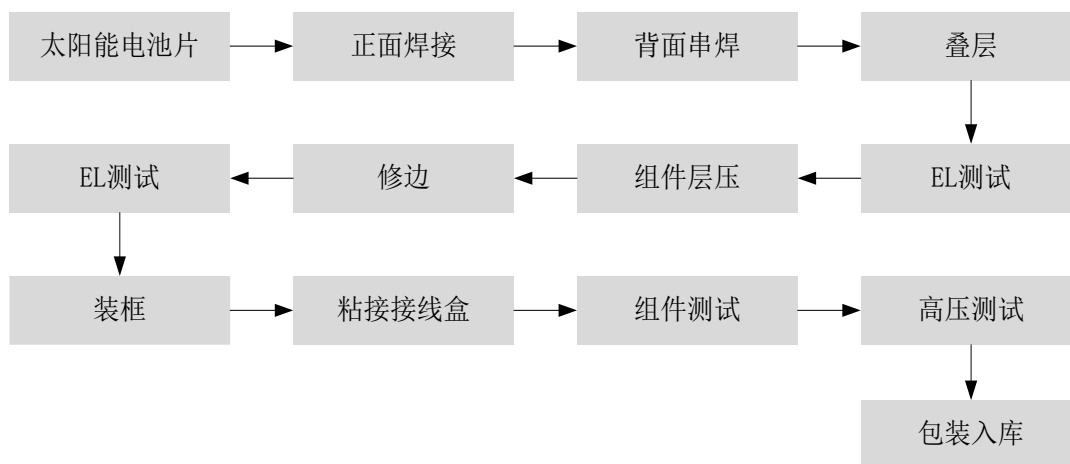 太阳能电池片
正面焊接
背面串焊
叠层
EL测试
组件层压
修边
EL测试
装框
粘接接线盒
组件测试
高压测试
包装入库